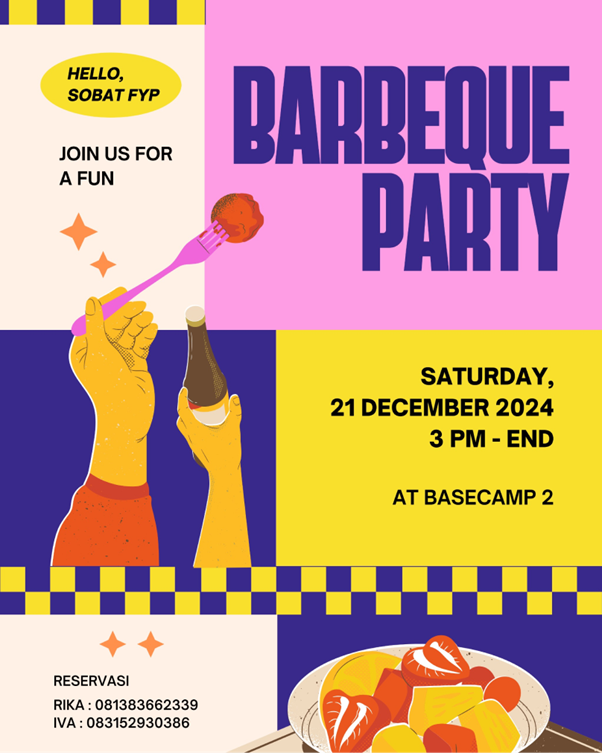 HELLO,
SOBAT FYP
JOIN US FOR
A FUN
BARBEQUE
PARTY
SATURDAY,
21 DECEMBER 2024
3 PM - END
AT BASECAMP 2
RESERVASI
RIKA : 081383662339
IVA : 083152930386